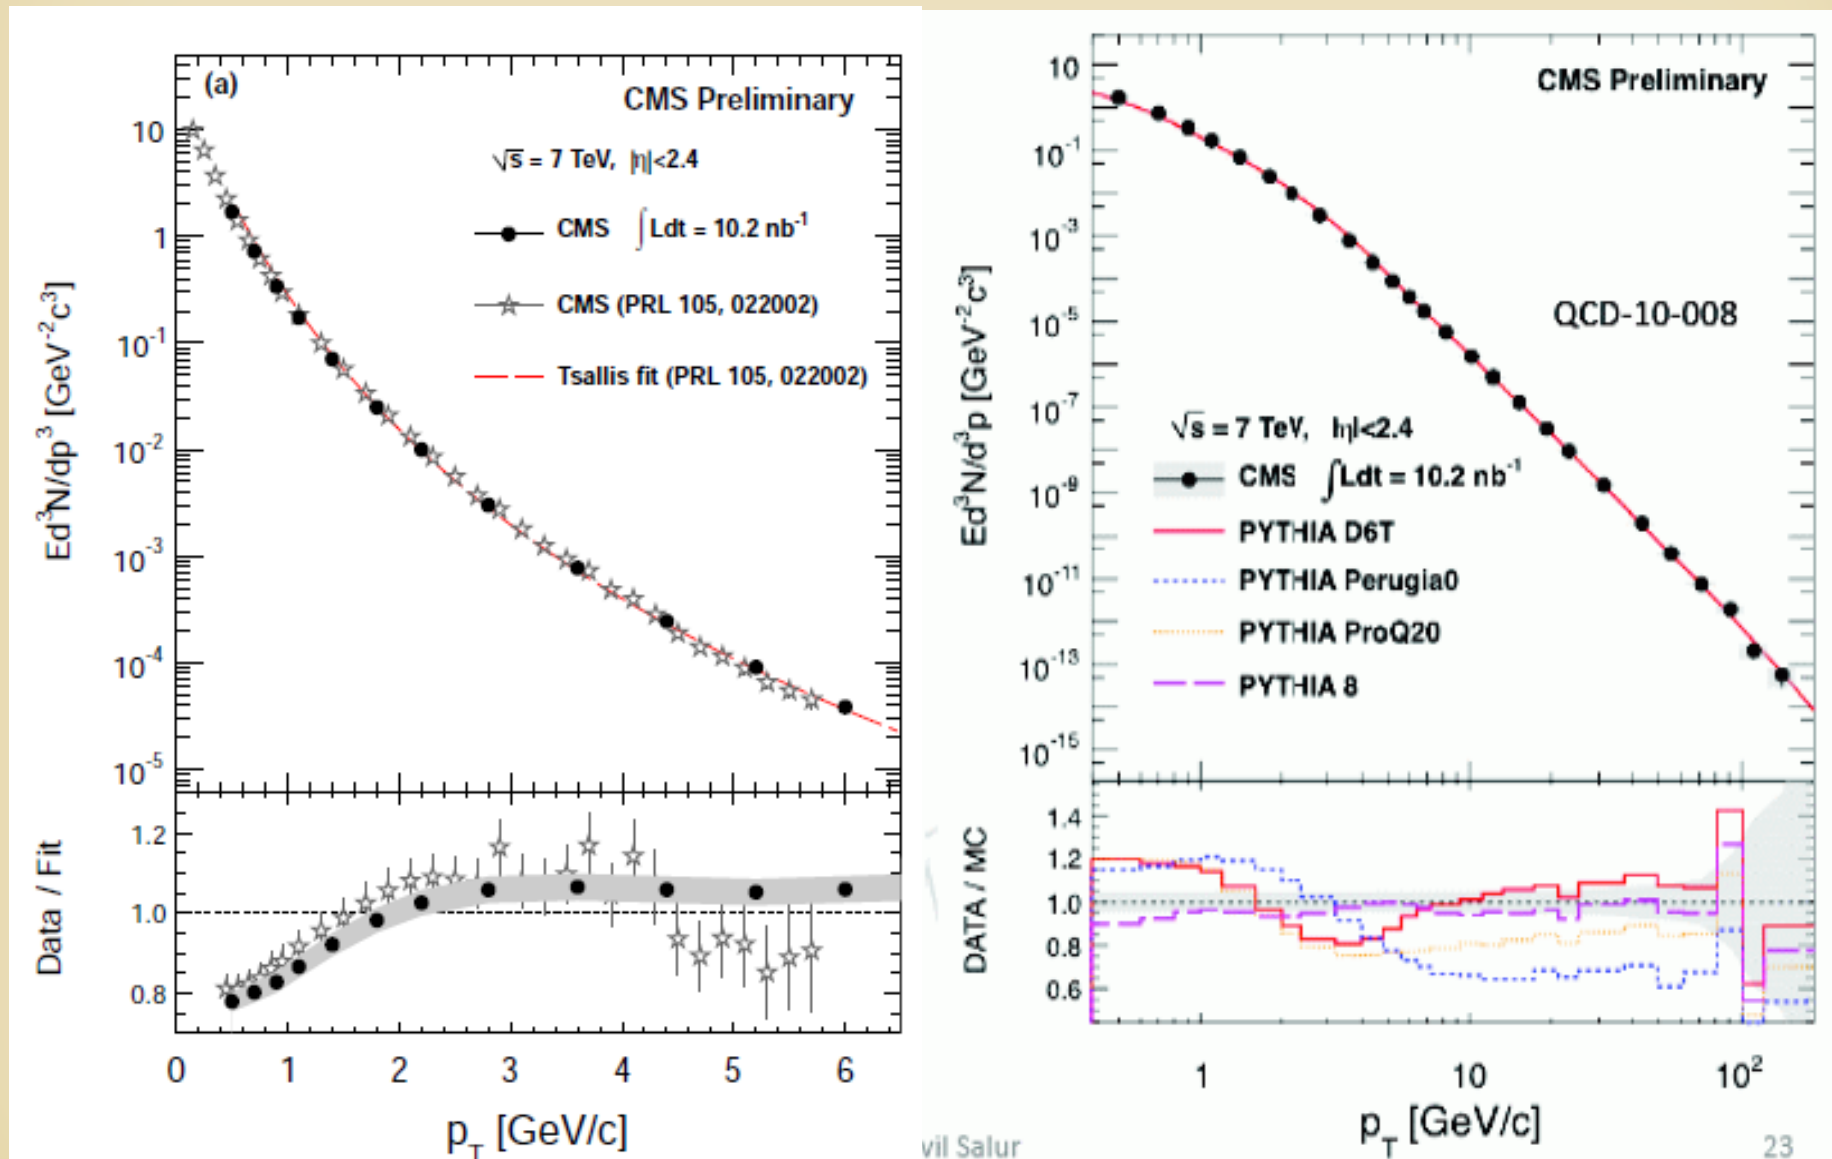 (a)
CMS Preliminary
√s = 7 TeV, |η|<2.4
CMS ∫Ldt = 10.2 nb⁻¹
CMS (PRL 105, 022002)
Tsallis fit (PRL 105, 022002)
Ed³N/dp³ [GeV⁻²c³]
10
1
10⁻¹
10⁻²
10⁻³
10⁻⁴
10⁻⁵
Data / Fit
1.2
1.0
0.8
0 1 2 3 4 5 6
p_T [GeV/c]
CMS Preliminary
QCD-10-008
√s = 7 TeV, |η|<2.4
CMS ∫Ldt = 10.2 nb⁻¹
PYTHIA D6T
PYTHIA Perugia0
PYTHIA ProQ20
PYTHIA 8
Ed³N/d³p [GeV⁻²c³]
10
10⁻¹
10⁻³
10⁻⁵
10⁻⁷
10⁻⁹
10⁻¹¹
10⁻¹³
10⁻¹⁵
DATA / MC
1.4
1.2
1.0
0.8
0.6
1 10 10²
p_T [GeV/c]
vil Salur
23